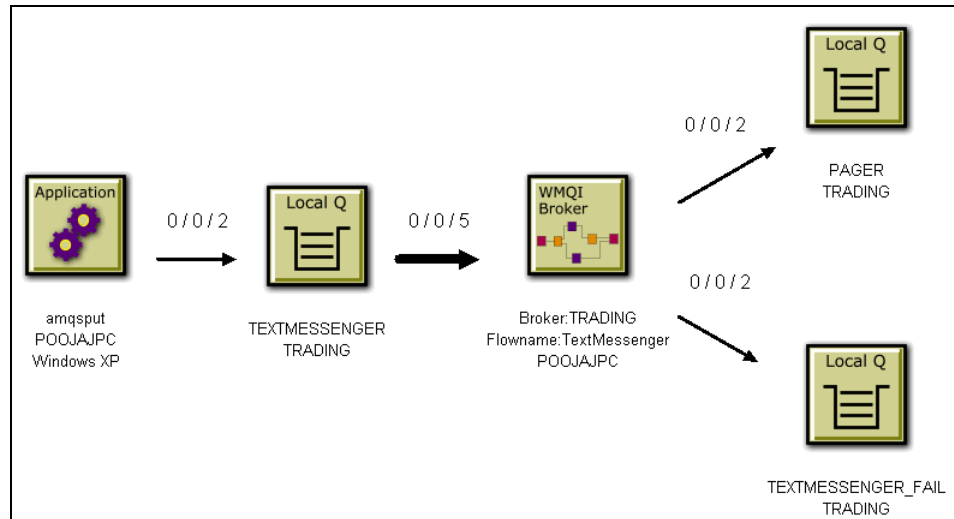 Application
amqsput
POOJAJPC
Windows XP
0/0/2
Local Q
TEXTMESSENGER
TRADING
0/0/5
WMQI
Broker
Broker:TRADING
Flowname:TextMessenger
POOJAJPC
0/0/2
Local Q
PAGER
TRADING
0/0/2
Local Q
TEXTMESSENGER_FAIL
TRADING